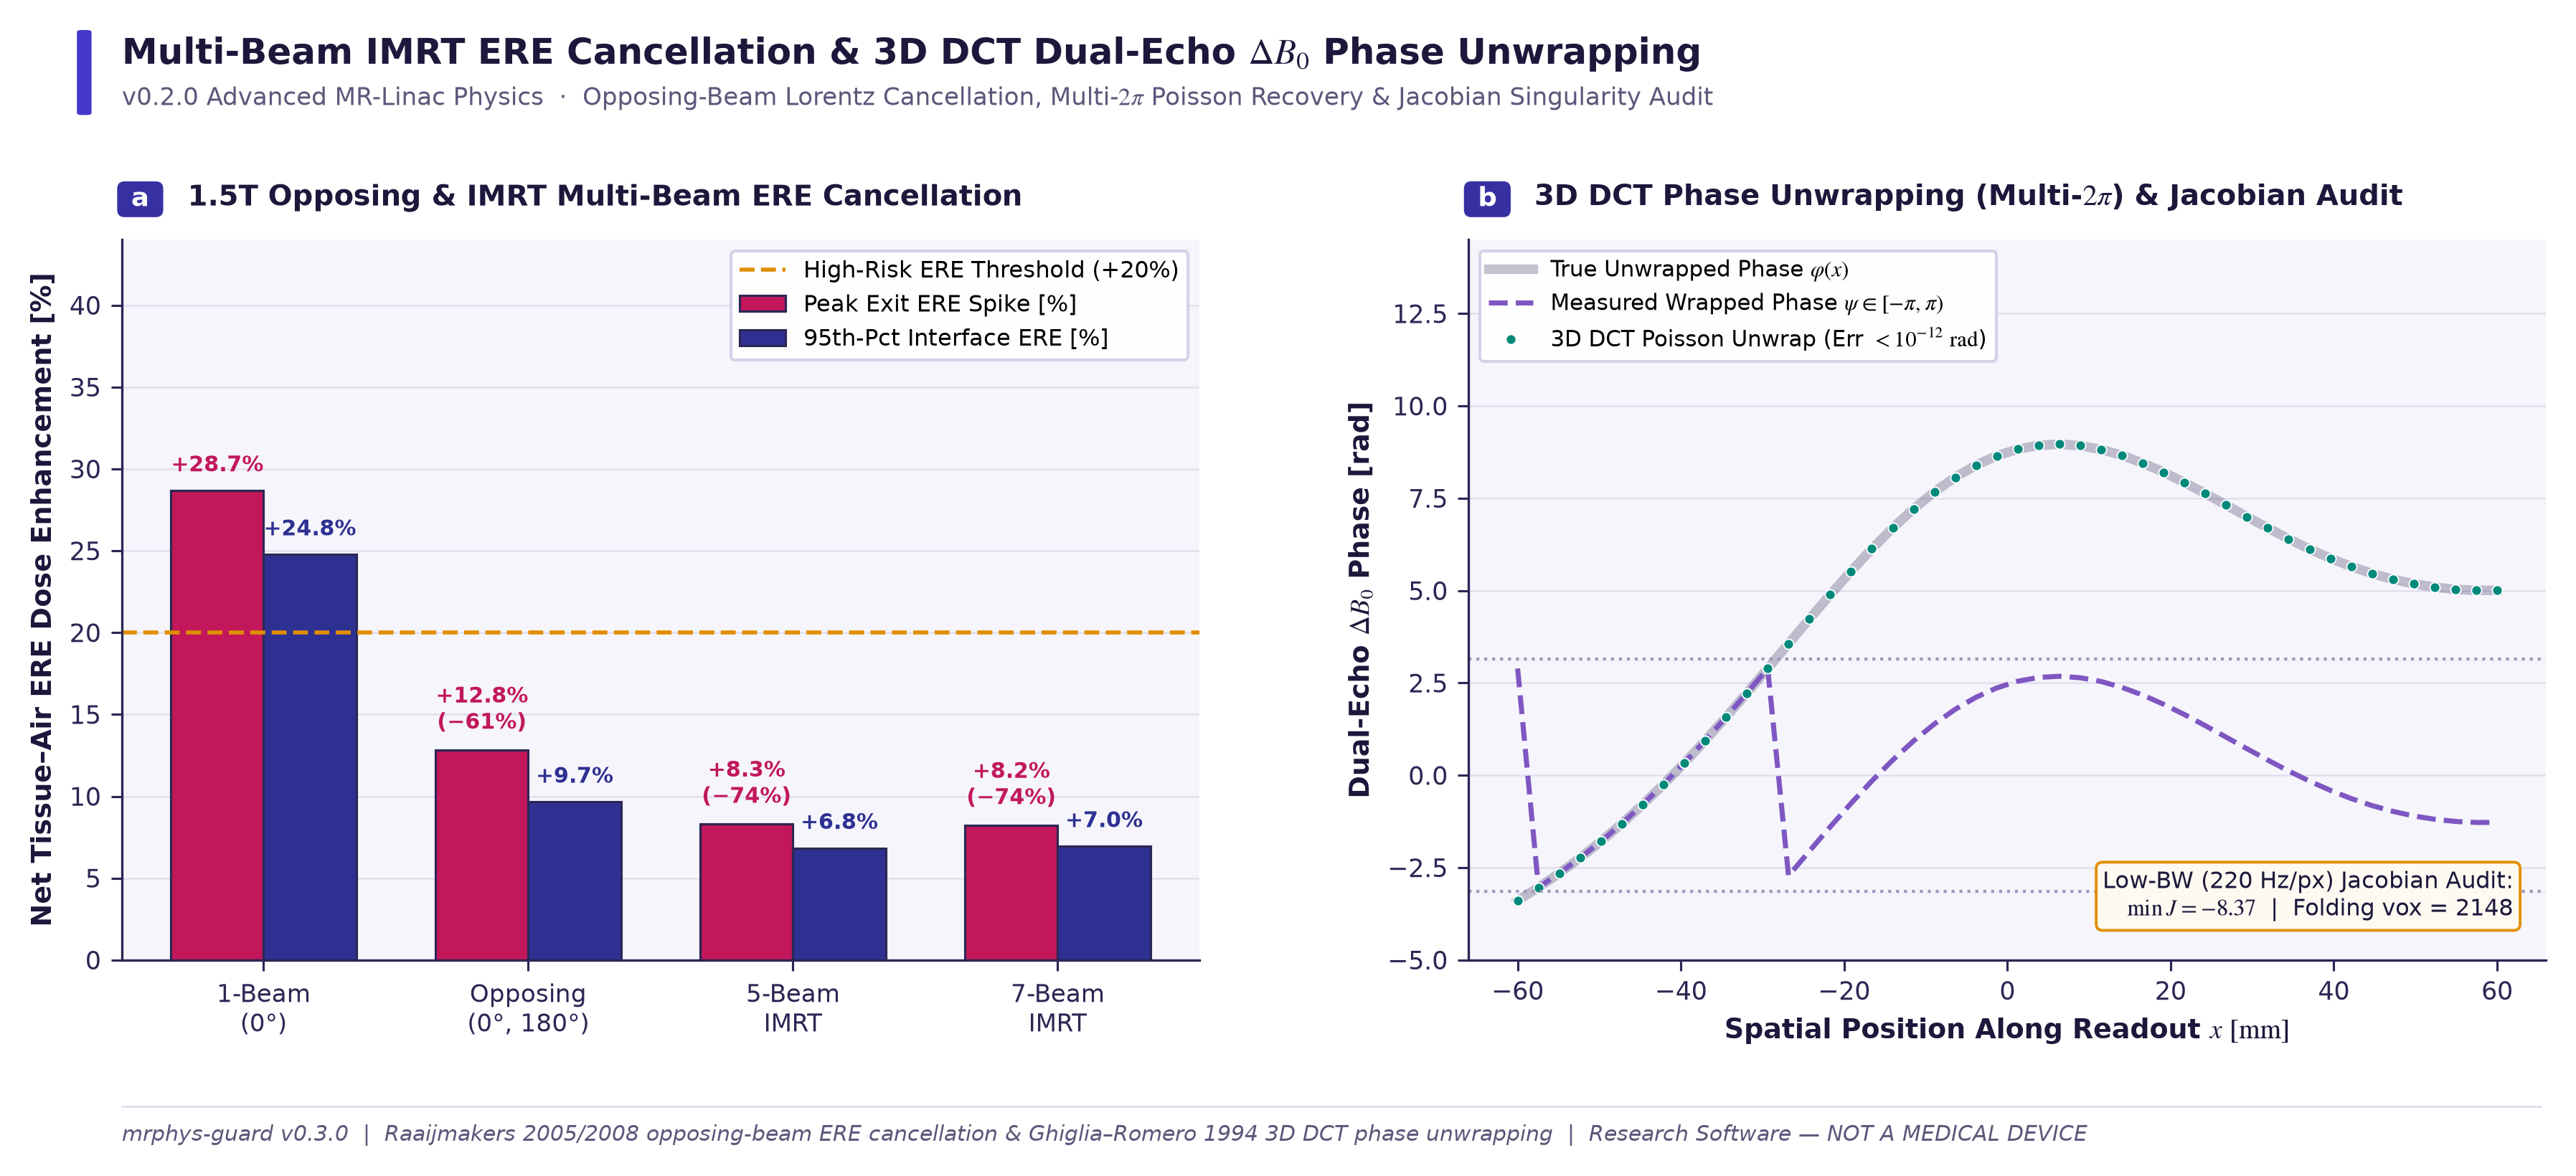 Multi-Beam IMRT ERE Cancellation & 3D DCT Dual-Echo ΔB₀ Phase Unwrapping
v0.2.0 Advanced MR-Linac Physics · Opposing-Beam Lorentz Cancellation, Multi-2π Poisson Recovery & Jacobian Singularity Audit
a 1.5T Opposing & IMRT Multi-Beam ERE Cancellation
Net Tissue–Air ERE Dose Enhancement [%]
40
35
30
25
20
15
10
5
0
High-Risk ERE Threshold (+20%)
Peak Exit ERE Spike [%]
95th-Pct Interface ERE [%]
+28.7%
+24.8%
+12.8%
(−61%)
+9.7%
+8.3%
(−74%)
+6.8%
+8.2%
(−74%)
+7.0%
1-Beam
(0°)
Opposing
(0°, 180°)
5-Beam
IMRT
7-Beam
IMRT
b 3D DCT Phase Unwrapping (Multi-2π) & Jacobian Audit
Dual-Echo ΔB₀ Phase [rad]
12.5
10.0
7.5
5.0
2.5
0.0
−2.5
−5.0
True Unwrapped Phase φ(x)
Measured Wrapped Phase ψ ∈ [−π, π)
3D DCT Poisson Unwrap (Err < 10⁻¹² rad)
Low-BW (220 Hz/px) Jacobian Audit:
min J = −8.37 | Folding vox = 2148
−60 −40 −20 0 20 40 60
Spatial Position Along Readout x [mm]
mrphys-guard v0.3.0 | Raaijmakers 2005/2008 opposing-beam ERE cancellation & Ghiglia–Romero 1994 3D DCT phase unwrapping | Research Software — NOT A MEDICAL DEVICE